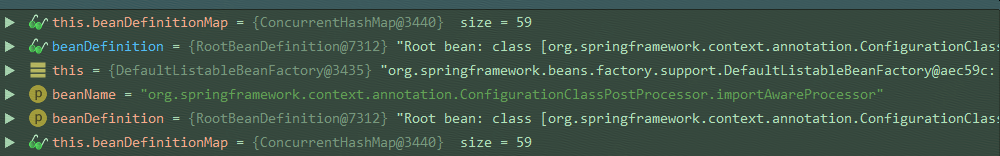 this.beanDefinitionMap = {ConcurrentHashMap@3440} size = 59
beanDefinition = {RootBeanDefinition@7312} "Root bean: class [org.springframework.context.annotation.ConfigurationClass
this = {DefaultListableBeanFactory@3435} "org.springframework.beans.factory.support.DefaultListableBeanFactory@aec59c:
beanName = "org.springframework.context.annotation.ConfigurationClassPostProcessor.importAwareProcessor"
beanDefinition = {RootBeanDefinition@7312} "Root bean: class [org.springframework.context.annotation.ConfigurationClass
this.beanDefinitionMap = {ConcurrentHashMap@3440} size = 59